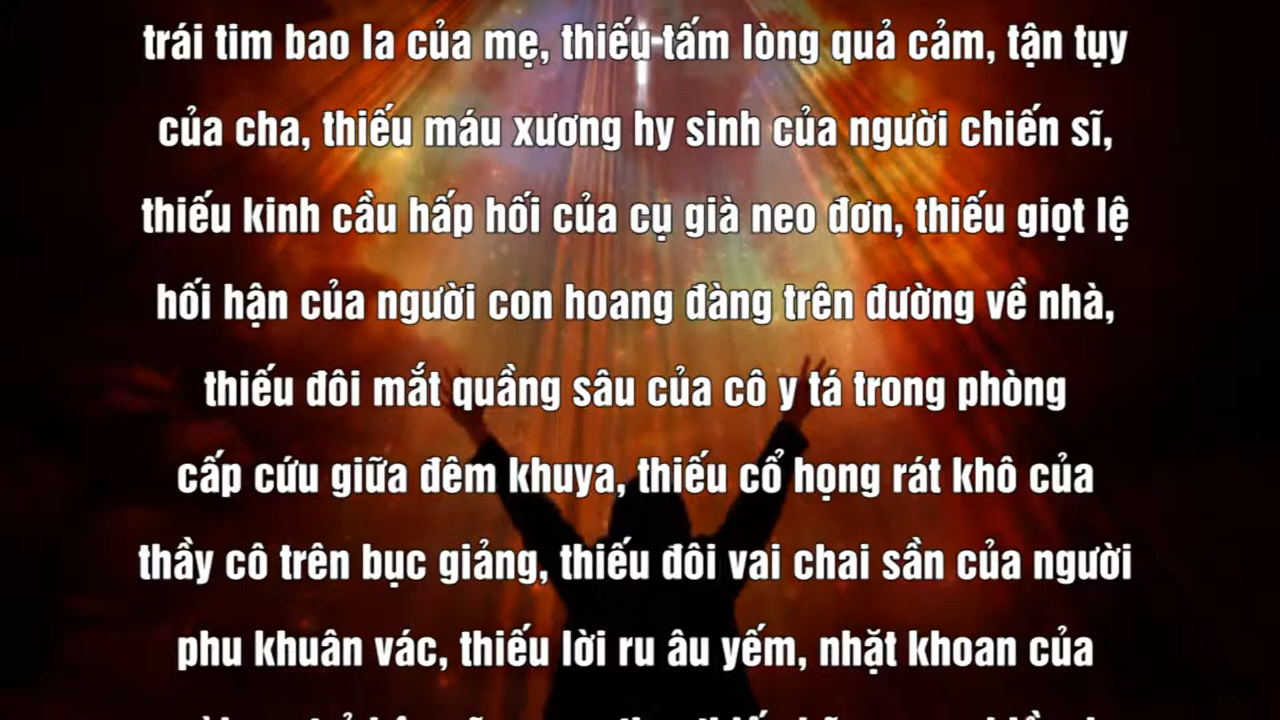 trái tim bao la của mẹ, thiếu tấm lòng quả cảm, tận tụy
của cha, thiếu máu xương hy sinh của người chiến sĩ,
thiếu kinh cầu hấp hối của cụ già neo đơn, thiếu giọt lệ
hối hận của người con hoang đàng trên đường về nhà,
thiếu đôi mắt quầng sâu của cô y tá trong phòng
cấp cứu giữa đêm khuya, thiếu cổ họng rát khô của
thầy cô trên bục giảng, thiếu đôi vai chai sần của người
phu khuân vác, thiếu lời ru âu yếm, nhặt khoan của